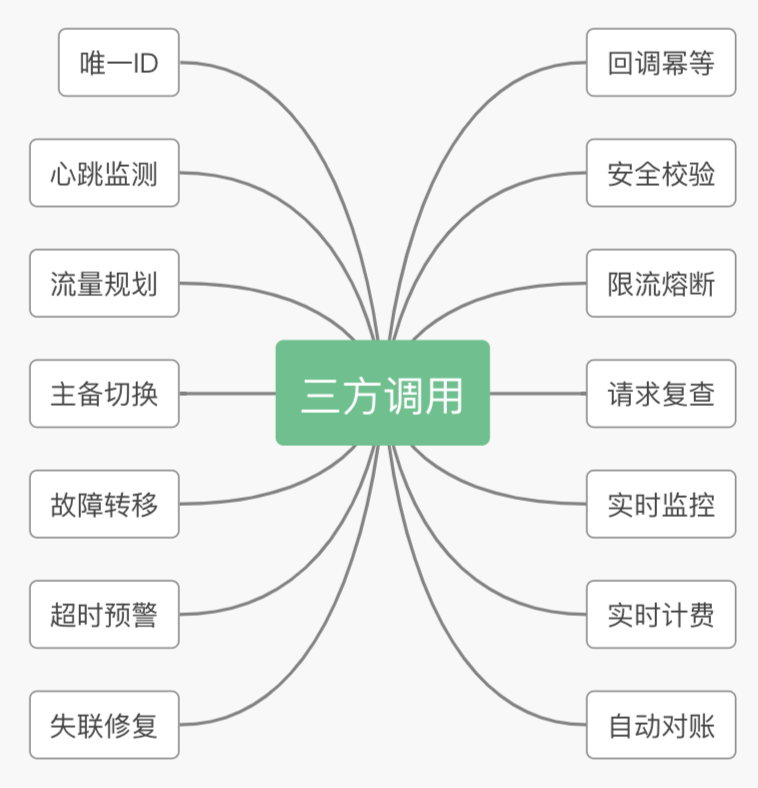 唯一ID
心跳监测
流量规划
主备切换
故障转移
超时预警
失联修复
三方调用
回调幂等
安全校验
限流熔断
请求复查
实时监控
实时计费
自动对账